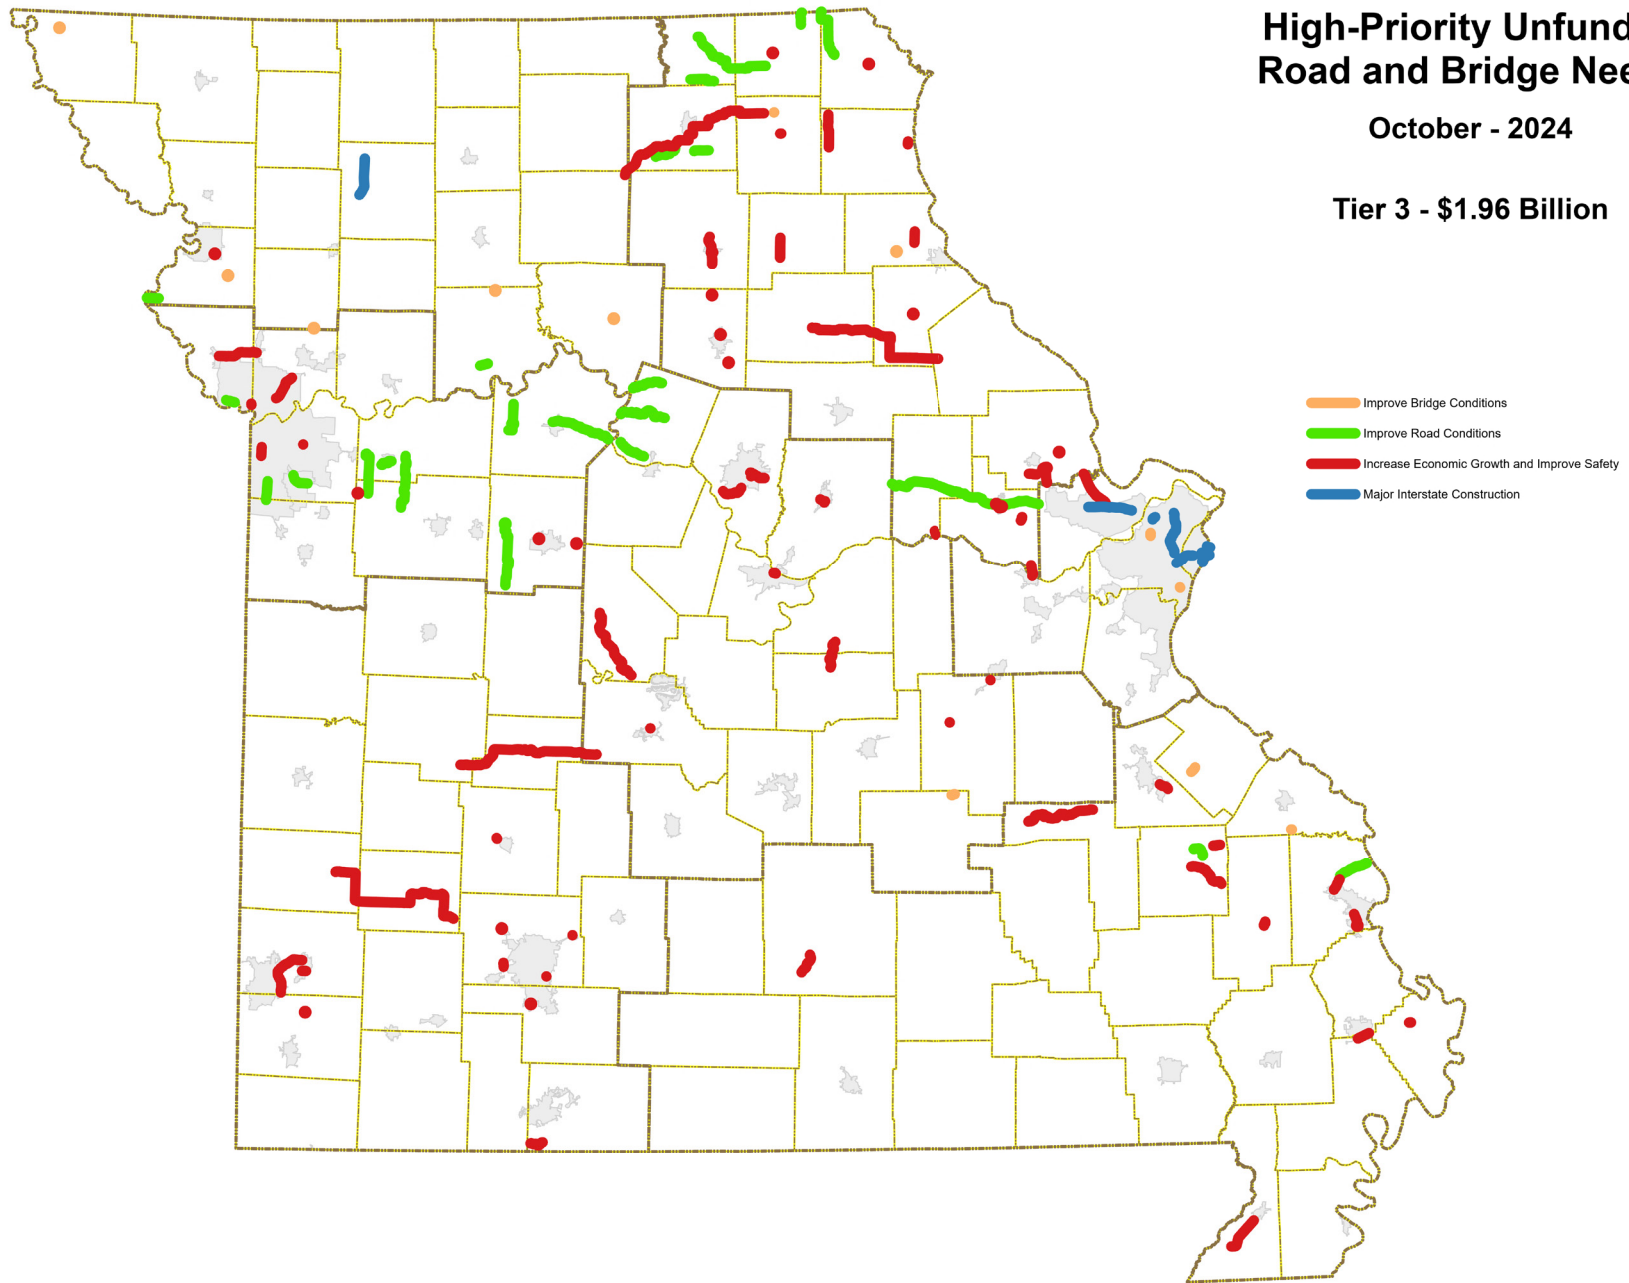 High-Priority Unfund
Road and Bridge Nee
October - 2024
Tier 3 - $1.96 Billion
Improve Bridge Conditions
Improve Road Conditions
Increase Economic Growth and Improve Safety
Major Interstate Construction